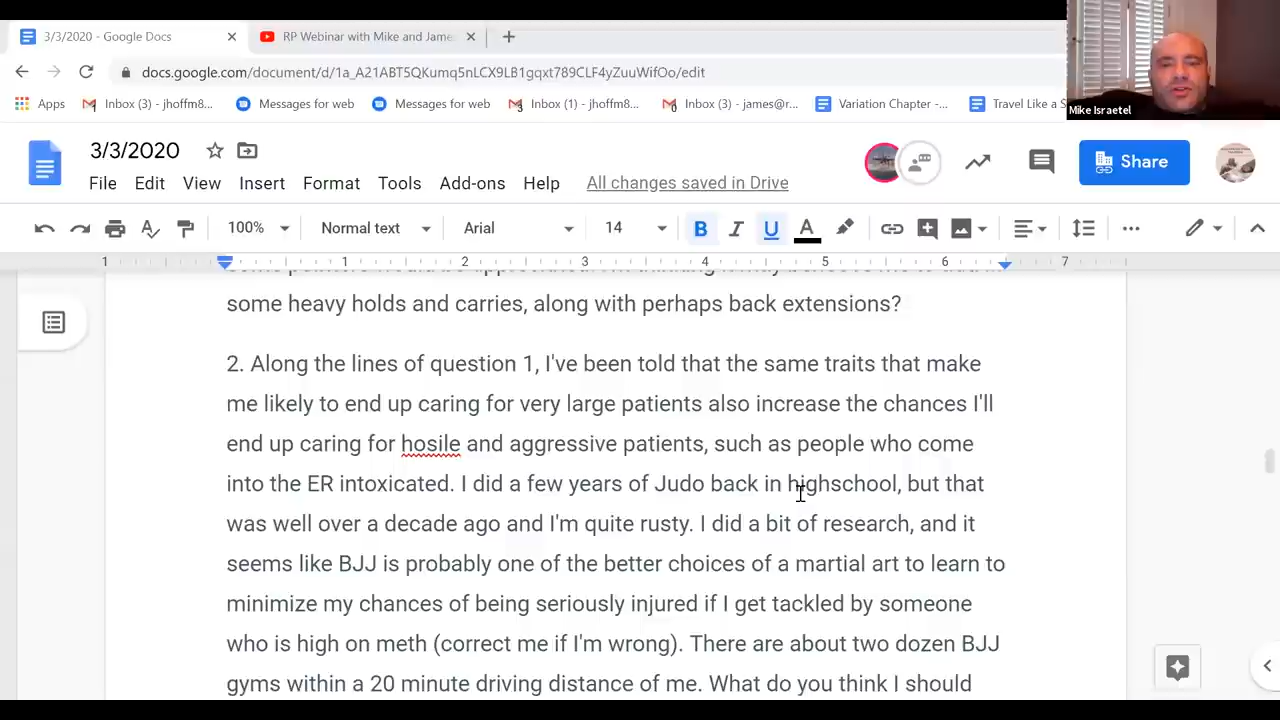 3/3/2020 - Google Docs
RP Webinar with Mike and Jame
docs.google.com/document/d/1a_A21AB5SQKumq5nLCX9LB1gqxt789CLF4yZuuWifOo/edit
Apps
Inbox (3) - jhoffm8...
Messages for web
Messages for web
Inbox (1) - jhoffm8...
Inbox (3) - james@r...
Variation Chapter -...
Travel Like a S
Mike Israetel
3/3/2020
Share
File Edit View Insert Format Tools Add-ons Help
All changes saved in Drive
100%
Normal text
Arial
14
B I U A
1 1 2 3 4 5 6 7
some heavy holds and carries, along with perhaps back extensions?
2. Along the lines of question 1, I've been told that the same traits that make
me likely to end up caring for very large patients also increase the chances I'll
end up caring for hosile and aggressive patients, such as people who come
into the ER intoxicated. I did a few years of Judo back in highschool, but that
was well over a decade ago and I'm quite rusty. I did a bit of research, and it
seems like BJJ is probably one of the better choices of a martial art to learn to
minimize my chances of being seriously injured if I get tackled by someone
who is high on meth (correct me if I'm wrong). There are about two dozen BJJ
gyms within a 20 minute driving distance of me. What do you think I should